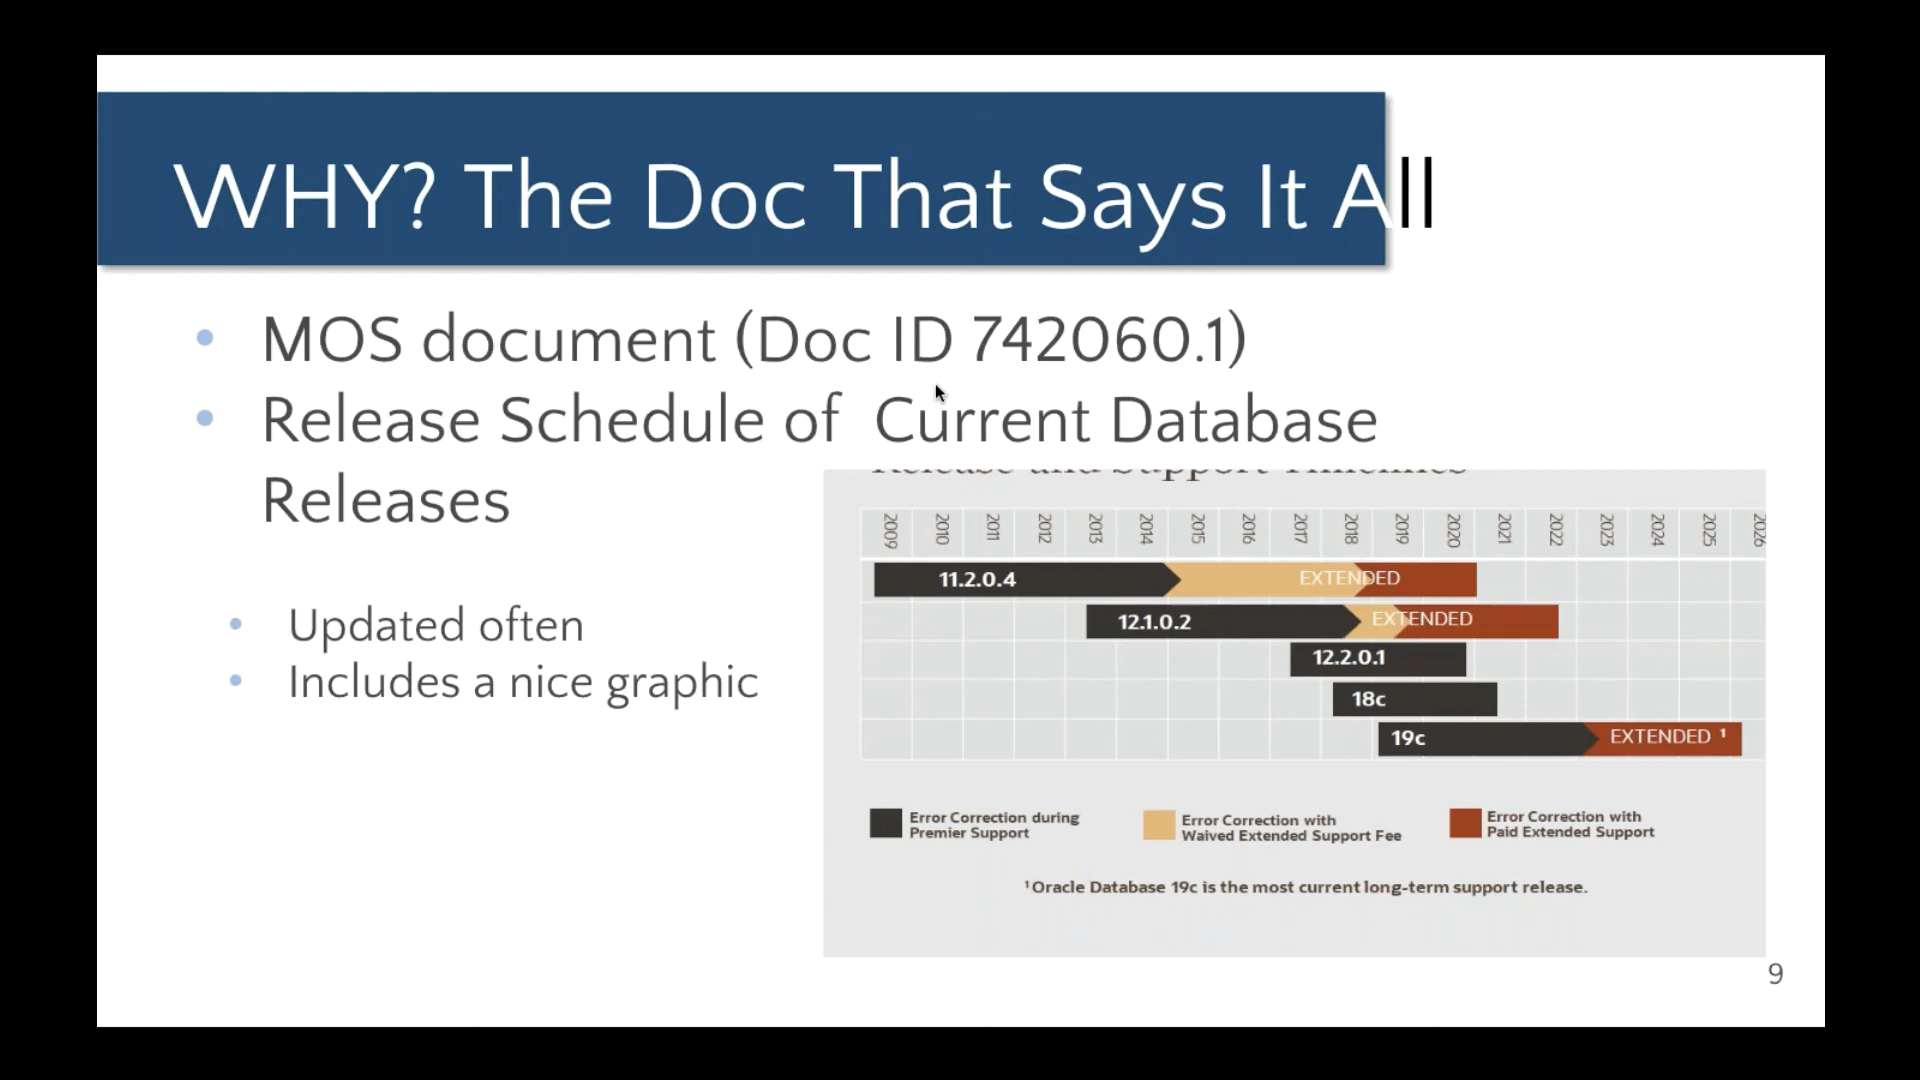 WHY? The Doc That Says It All
MOS document (Doc ID 742060.1)
Release Schedule of Current Database
Releases
Updated often
Includes a nice graphic
Release and Support Timelines
2009 2010 2011 2012 2013 2014 2015 2016 2017 2018 2019 2020 2021 2022 2023 2024 2025 2026
11.2.0.4 EXTENDED
12.1.0.2 EXTENDED
12.2.0.1
18c
19c EXTENDED ¹
Error Correction during
Premier Support
Error Correction with
Waived Extended Support Fee
Error Correction with
Paid Extended Support
¹ Oracle Database 19c is the most current long-term support release.
9